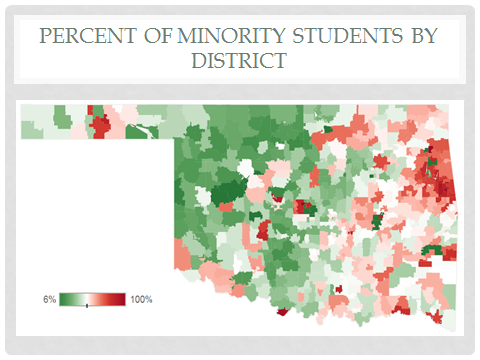 PERCENT OF MINORITY STUDENTS BY
DISTRICT
6% 100%